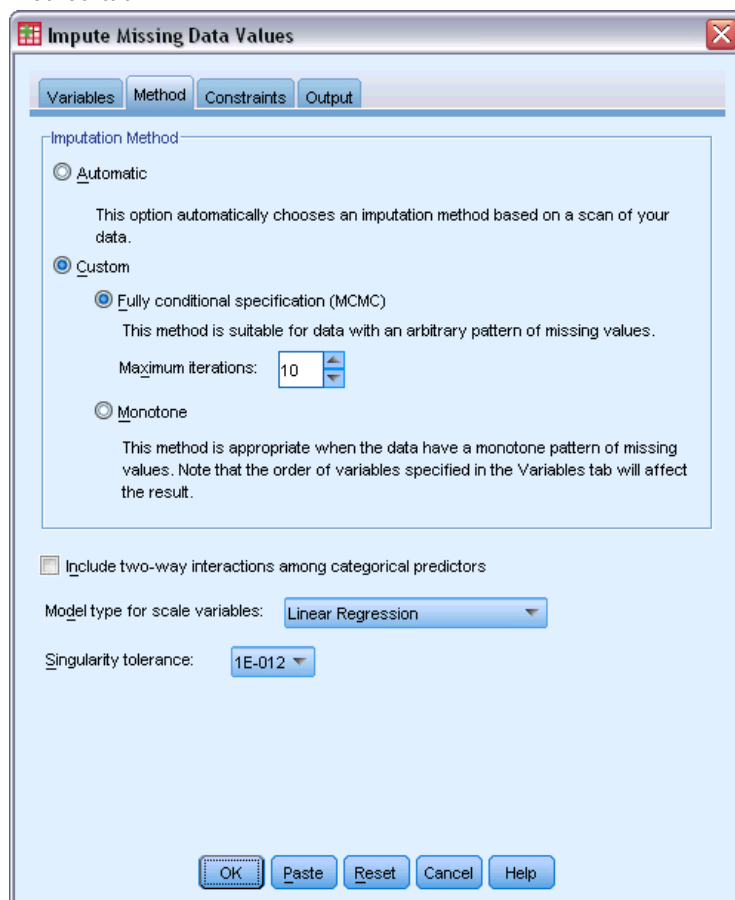 Impute Missing Data Values
Variables Method Constraints Output
Imputation Method
Automatic
This option automatically chooses an imputation method based on a scan of your
data.
Custom
Fully conditional specification (MCMC)
This method is suitable for data with an arbitrary pattern of missing values.
Maximum iterations: 10
Monotone
This method is appropriate when the data have a monotone pattern of missing
values. Note that the order of variables specified in the Variables tab will affect
the result.
Include two-way interactions among categorical predictors
Model type for scale variables: Linear Regression
Singularity tolerance: 1E-012
OK Paste Reset Cancel Help